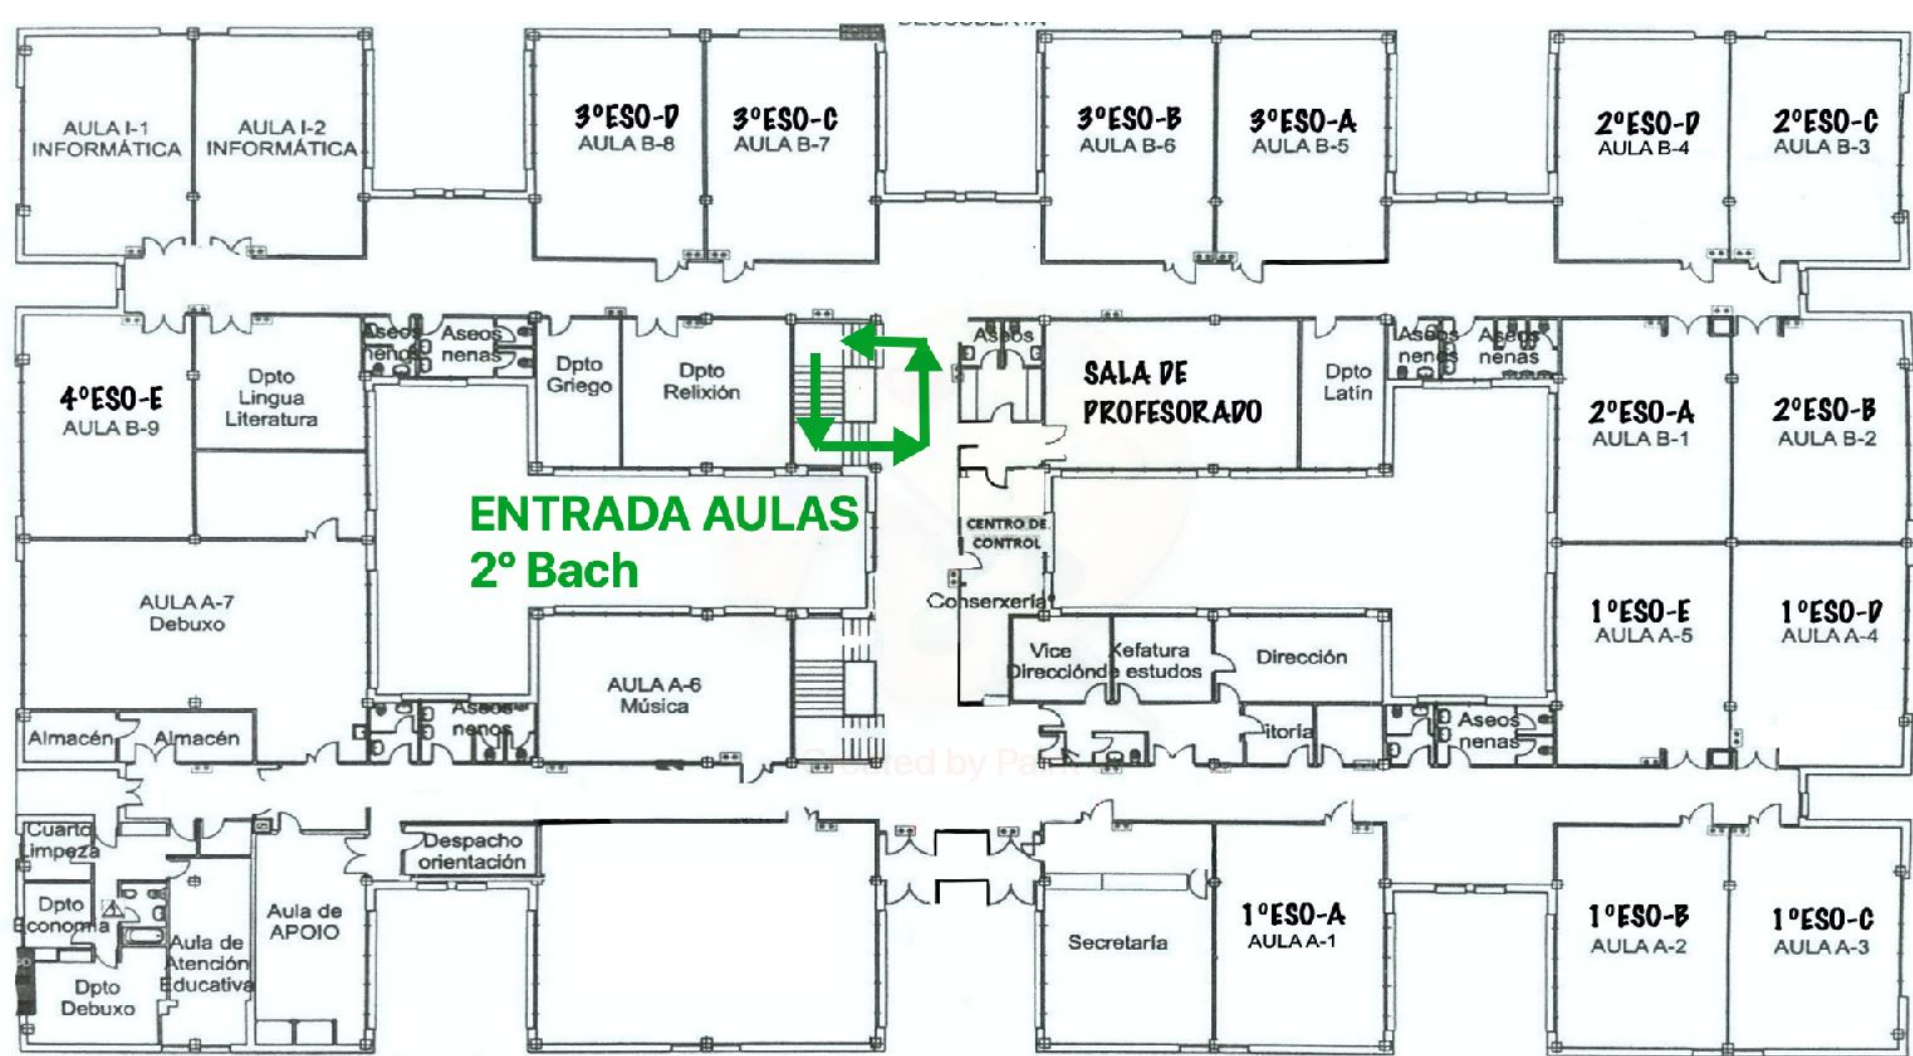 AULA I-1
INFORMÁTICA
AULA I-2
INFORMÁTICA
3ºESO-D
AULA B-8
3ºESO-C
AULA B-7
3ºESO-B
AULA B-6
3ºESO-A
AULA B-5
2ºESO-D
AULA B-4
2ºESO-C
AULA B-3
4ºESO-E
AULA B-9
Dpto
Lingua
Literatura
Aseos
nenos
Aseos
nenas
Dpto
Griego
Dpto
Relixión
Aseos
SALA DE
PROFESORADO
Dpto
Latín
Aseos
nenos
Aseos
nenas
2ºESO-A
AULA B-1
2ºESO-B
AULA B-2
ENTRADA AULAS
2º Bach
CENTRO DE
CONTROL
Conserxería
AULA A-7
Debuxo
1ºESO-E
AULA A-5
1ºESO-D
AULA A-4
Vice
Dirección
Xefatura
de estudos
Dirección
AULA A-6
Música
Almacén
Almacén
Aseos
nenos
itoría
Aseos
nenas
Cuarto
Limpeza
Despacho
orientación
Dpto
Economía
Aula de
Atención
Educativa
Aula de
APOIO
Dpto
Debuxo
Secretaría
1ºESO-A
AULA A-1
1ºESO-B
AULA A-2
1ºESO-C
AULA A-3